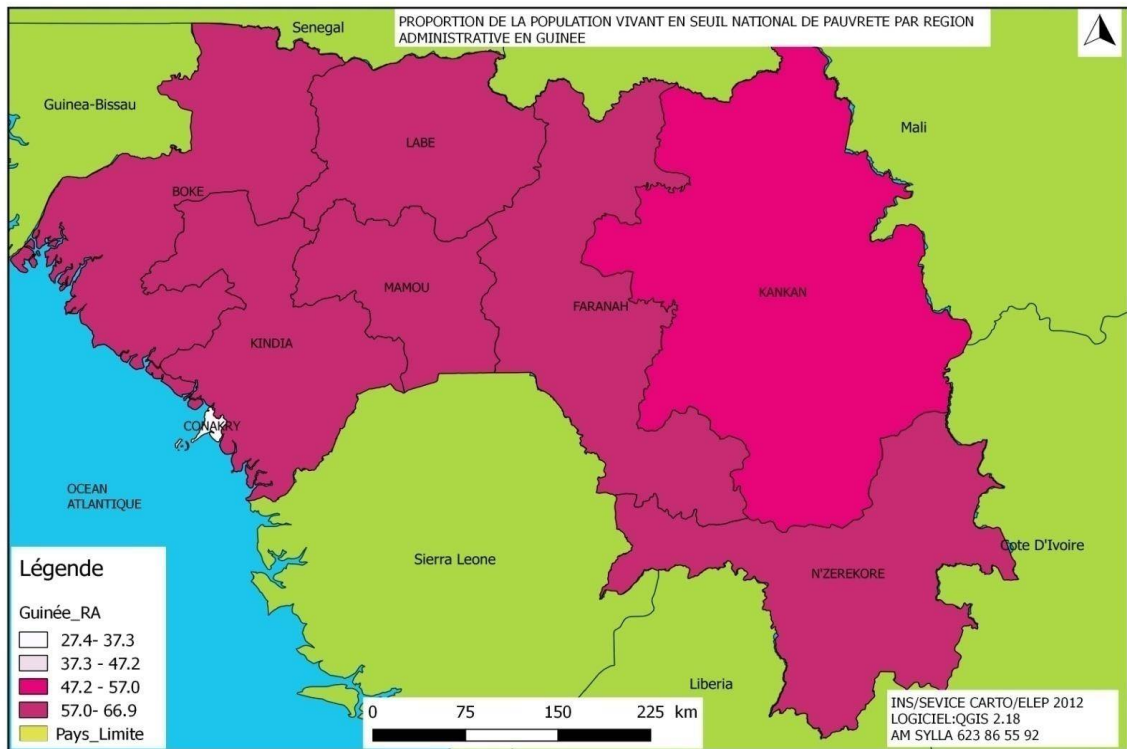 PROPORTION DE LA POPULATION VIVANT EN SEUIL NATIONAL DE PAUVRETE PAR REGION
ADMINISTRATIVE EN GUINEE
Senegal
Guinea-Bissau
Mali
LABE
BOKE
MAMOU
KANKAN
FARANAH
KINDIA
CONAKRY
OCEAN
ATLANTIQUE
Sierra Leone
Cote D'Ivoire
N'ZEREKORE
Liberia
Légende
Guinée_RA
27.4- 37.3
37.3 - 47.2
47.2 - 57.0
57.0- 66.9
Pays_Limite
0 75 150 225 km
INS/SEVICE CARTO/ELEP 2012
LOGICIEL:QGIS 2.18
AM SYLLA 623 86 55 92